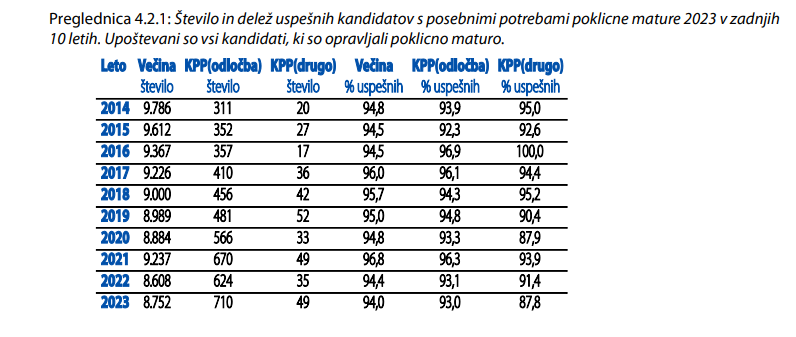 Preglednica 4.2.1: Število in delež uspešnih kandidatov s posebnimi potrebami poklicne mature 2023 v zadnjih
10 letih. Upoštevani so vsi kandidati, ki so opravljali poklicno maturo.
Leto Večina KPP(odločba) KPP(drugo) Večina KPP(odločba) KPP(drugo)
število število število % uspešnih % uspešnih % uspešnih
2014 9.786 311 20 94,8 93,9 95,0
2015 9.612 352 27 94,5 92,3 92,6
2016 9.367 357 17 94,5 96,9 100,0
2017 9.226 410 36 96,0 96,1 94,4
2018 9.000 456 42 95,7 94,3 95,2
2019 8.989 481 52 95,0 94,8 90,4
2020 8.884 566 33 94,8 93,3 87,9
2021 9.237 670 49 96,8 96,3 93,9
2022 8.608 624 35 94,4 93,1 91,4
2023 8.752 710 49 94,0 93,0 87,8